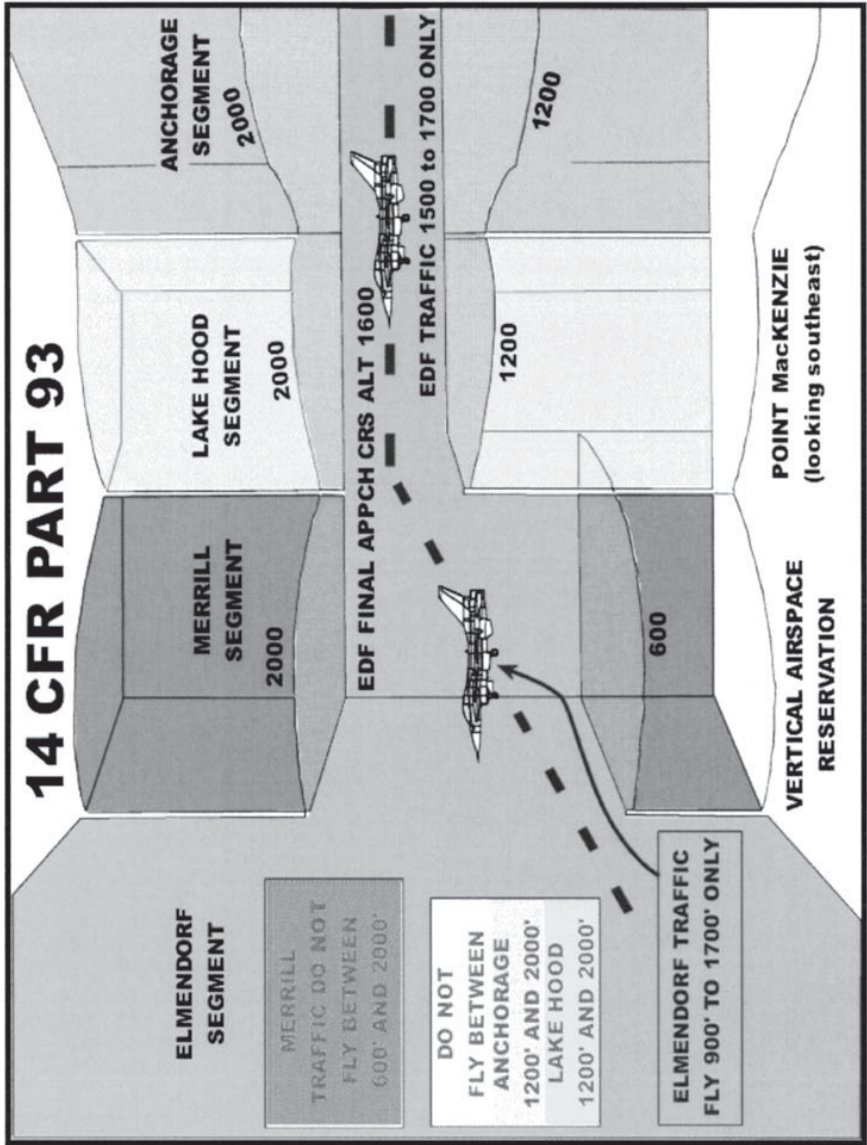 14 CFR PART 93
ELMENDORF
SEGMENT
MERRILL
SEGMENT
LAKE HOOD
SEGMENT
ANCHORAGE
SEGMENT
2000
2000
2000
EDF FINAL APPCH CRS ALT 1600
EDF TRAFFIC 1500 to 1700 ONLY
600
1200
1200
MERRILL
TRAFFIC DO NOT
FLY BETWEEN
600' AND 2000'
DO NOT
FLY BETWEEN
ANCHORAGE
1200' AND 2000'
LAKE HOOD
1200' AND 2000'
ELMENDORF TRAFFIC
FLY 900' TO 1700' ONLY
VERTICAL AIRSPACE
RESERVATION
POINT MacKENZIE
(looking southeast)